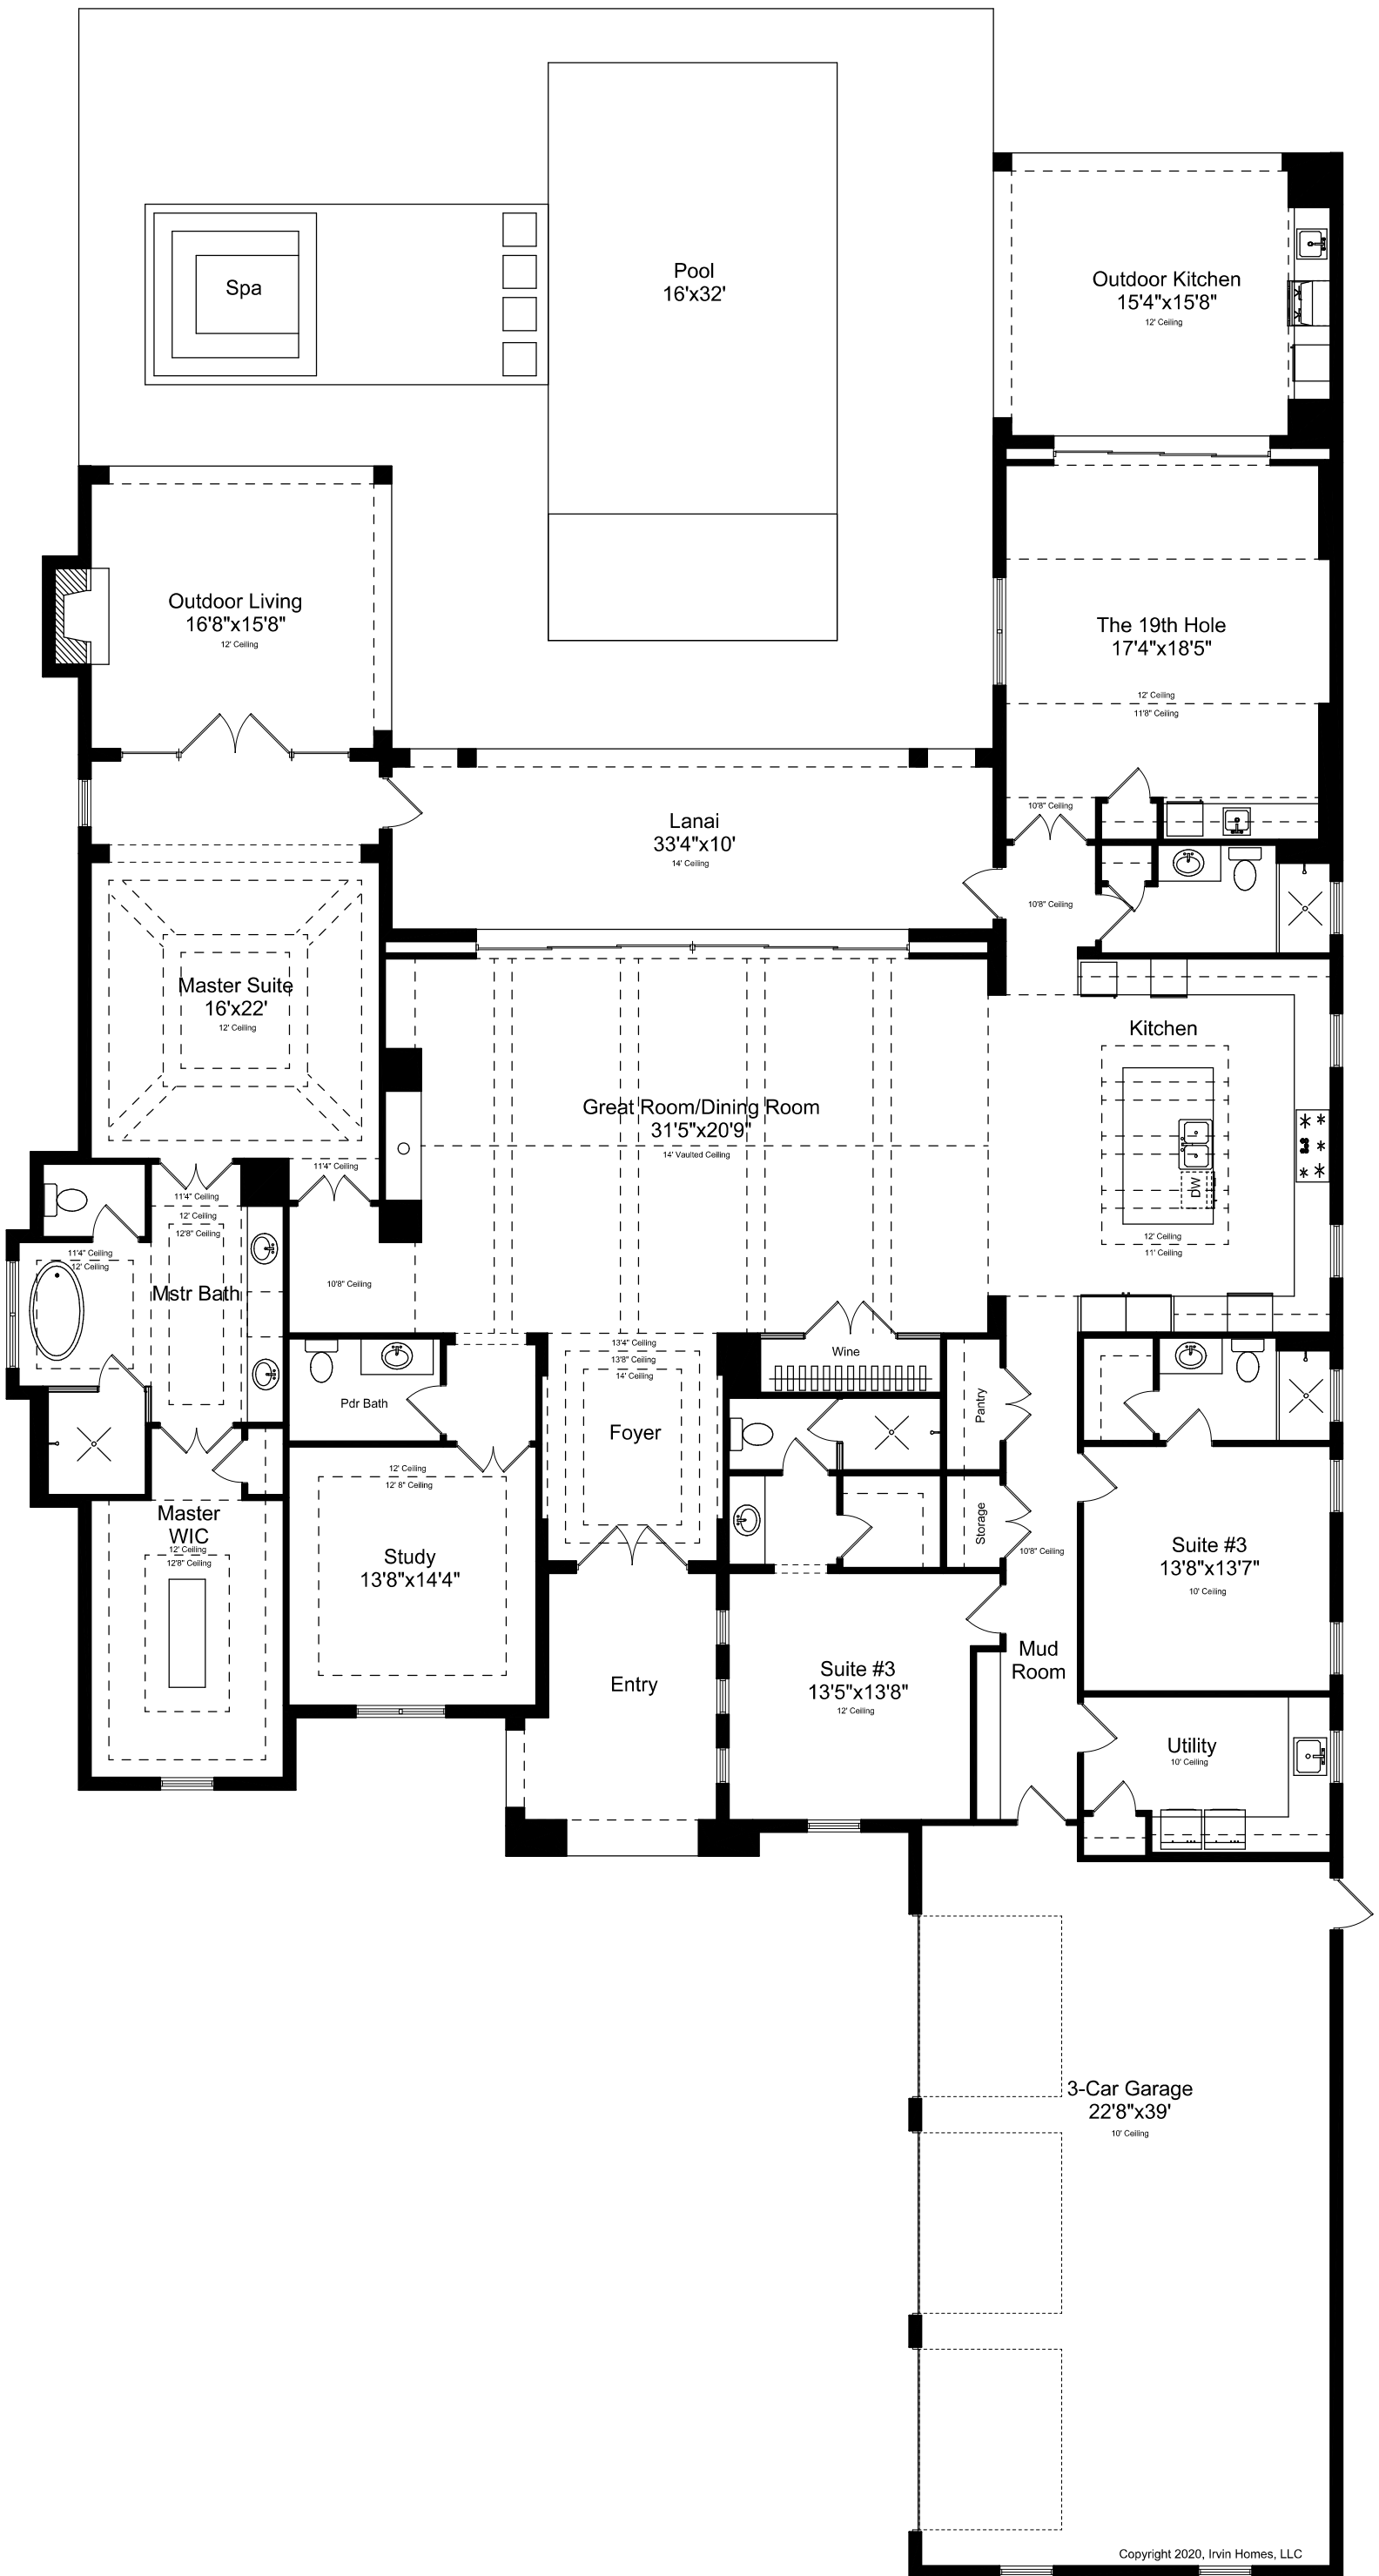 Pool
16'x32'
Spa
Outdoor Kitchen
15'4"x15'8"
12' Ceiling
Outdoor Living
16'8"x15'8"
12' Ceiling
The 19th Hole
17'4"x18'5"
12' Ceiling
11'8" Ceiling
10'8" Ceiling
Lanai
33'4"x10'
14' Ceiling
10'8" Ceiling
Master Suite
16'x22'
12' Ceiling
11'4" Ceiling
Great Room/Dining Room
31'5"x20'9"
14' Vaulted Ceiling
Kitchen
DW
12' Ceiling
11' Ceiling
11'4" Ceiling
12' Ceiling
12'8" Ceiling
11'4" Ceiling
12' Ceiling
Mstr Bath
10'8" Ceiling
13'4" Ceiling
13'8" Ceiling
14' Ceiling
Foyer
Wine
Pantry
Pdr Bath
Storage
10'8" Ceiling
12' Ceiling
12' 8" Ceiling
Study
13'8"x14'4"
Master
WIC
12' Ceiling
12'8" Ceiling
Suite #3
13'8"x13'7"
10' Ceiling
Entry
Suite #3
13'5"x13'8"
12' Ceiling
Mud
Room
Utility
10' Ceiling
3-Car Garage
22'8"x39'
10' Ceiling
Copyright 2020, Irvin Homes, LLC